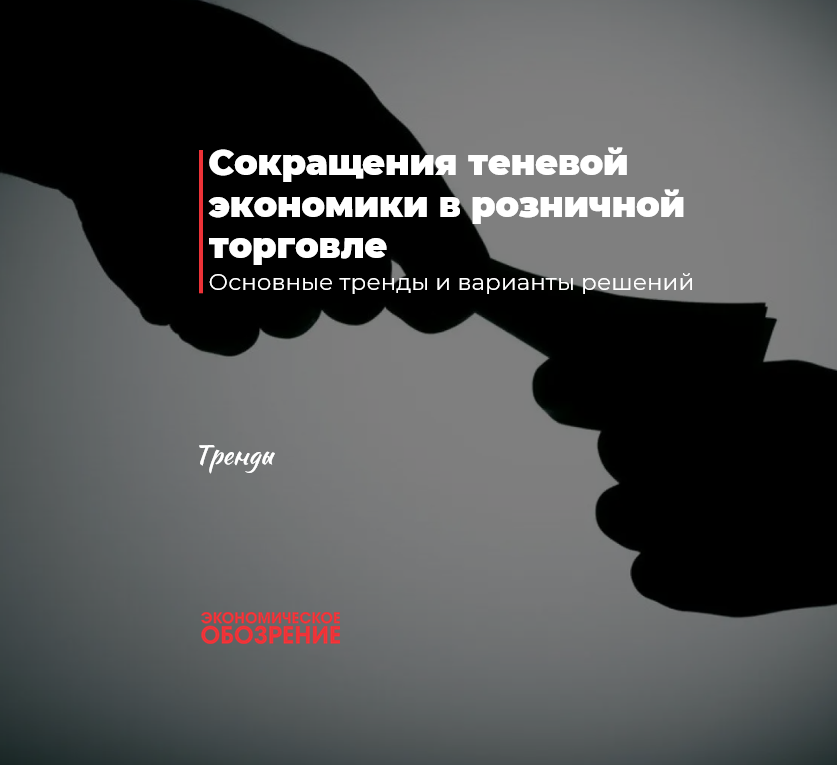 Сокращения теневой
экономики в розничной
торговле
Основные тренды и варианты решений
Тренды
ЭКОНОМИЧЕСКОЕ
ОБОЗРЕНИЕ